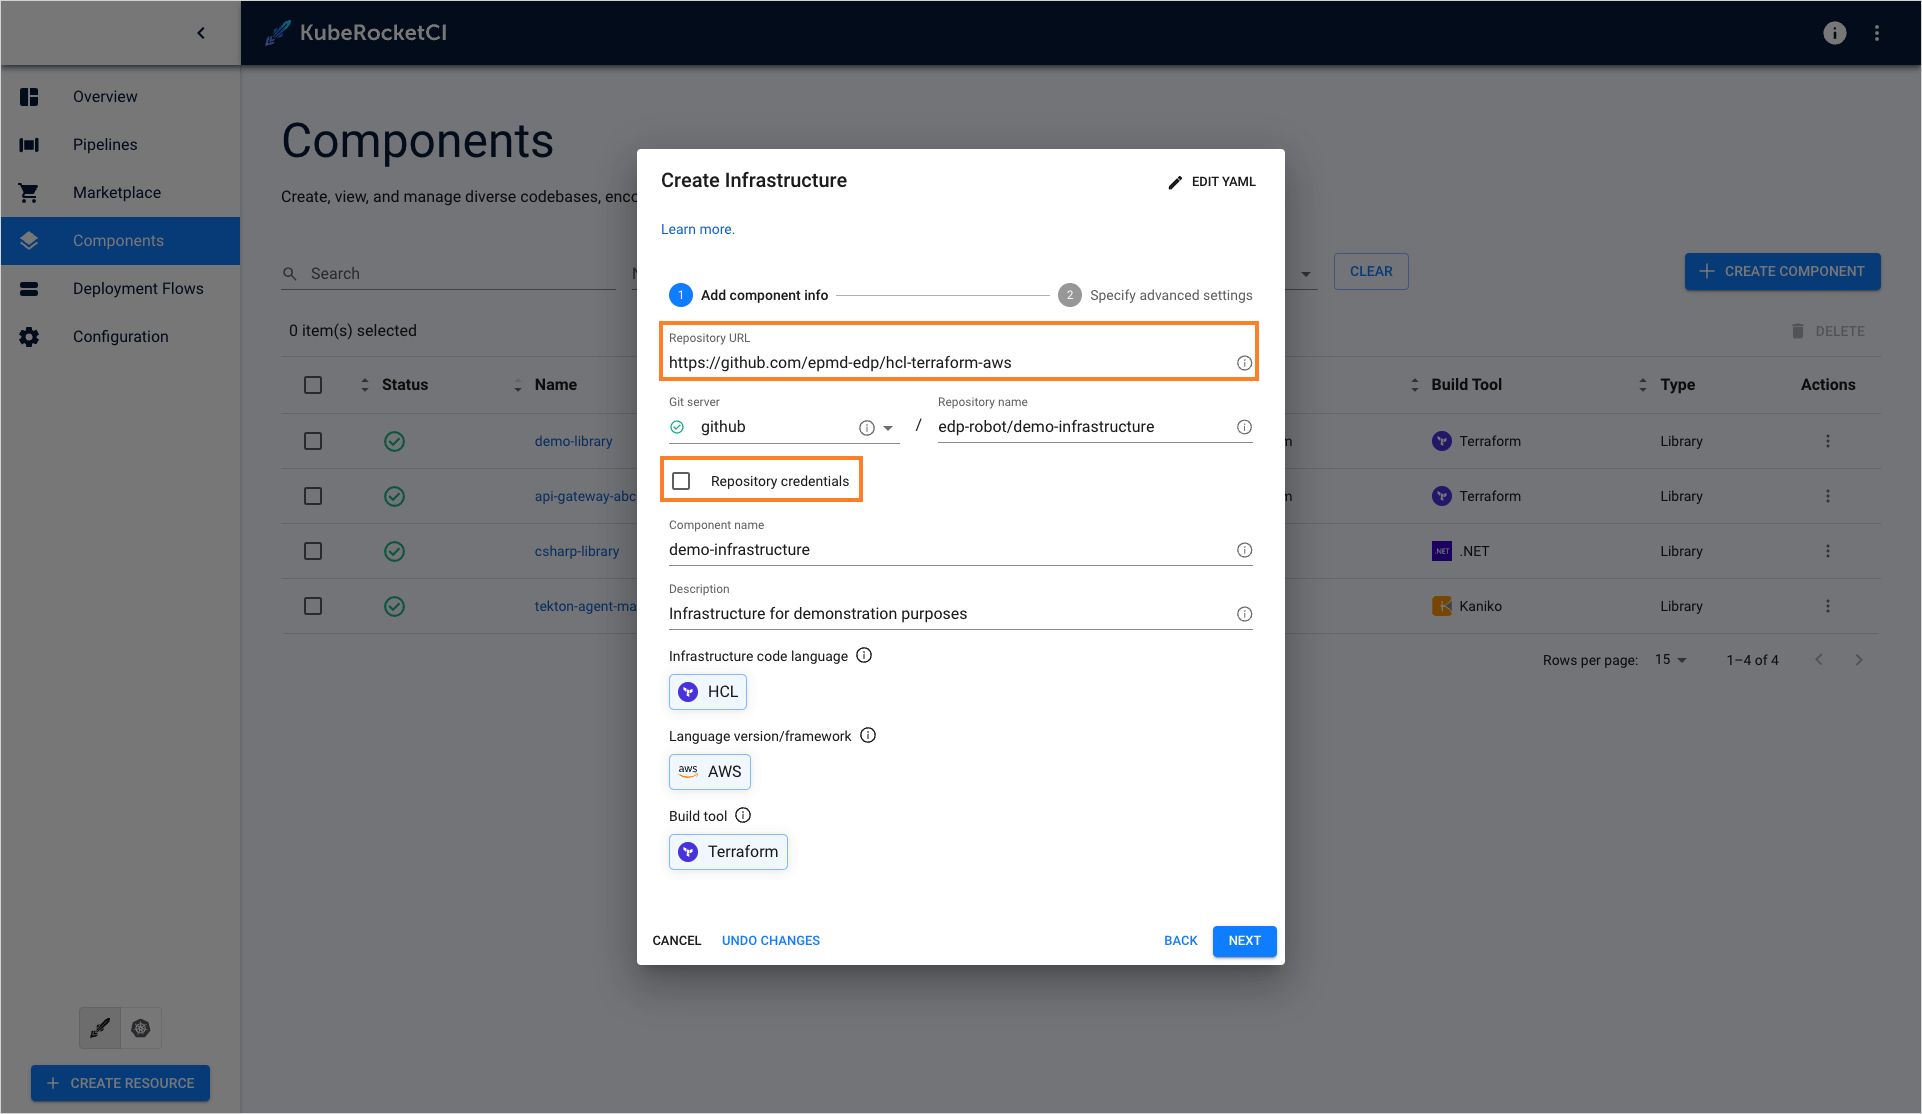 KubeRocketCI
Overview
Pipelines
Marketplace
Components
Deployment Flows
Configuration
CREATE RESOURCE
Components
Create, view, and manage diverse codebases, enco
Search
CLEAR
CREATE COMPONENT
0 item(s) selected
DELETE
Status Name Build Tool Type Actions
demo-library Terraform Library
api-gateway-abc Terraform Library
csharp-library .NET .NET Library
tekton-agent-ma Kaniko Library
Rows per page: 15 1–4 of 4
Create Infrastructure
EDIT YAML
Learn more.
1 Add component info 2 Specify advanced settings
Repository URL
https://github.com/epmd-edp/hcl-terraform-aws
Git server Repository name
github / edp-robot/demo-infrastructure
Repository credentials
Component name
demo-infrastructure
Description
Infrastructure for demonstration purposes
Infrastructure code language
HCL
Language version/framework
aws AWS
Build tool
Terraform
CANCEL UNDO CHANGES BACK NEXT